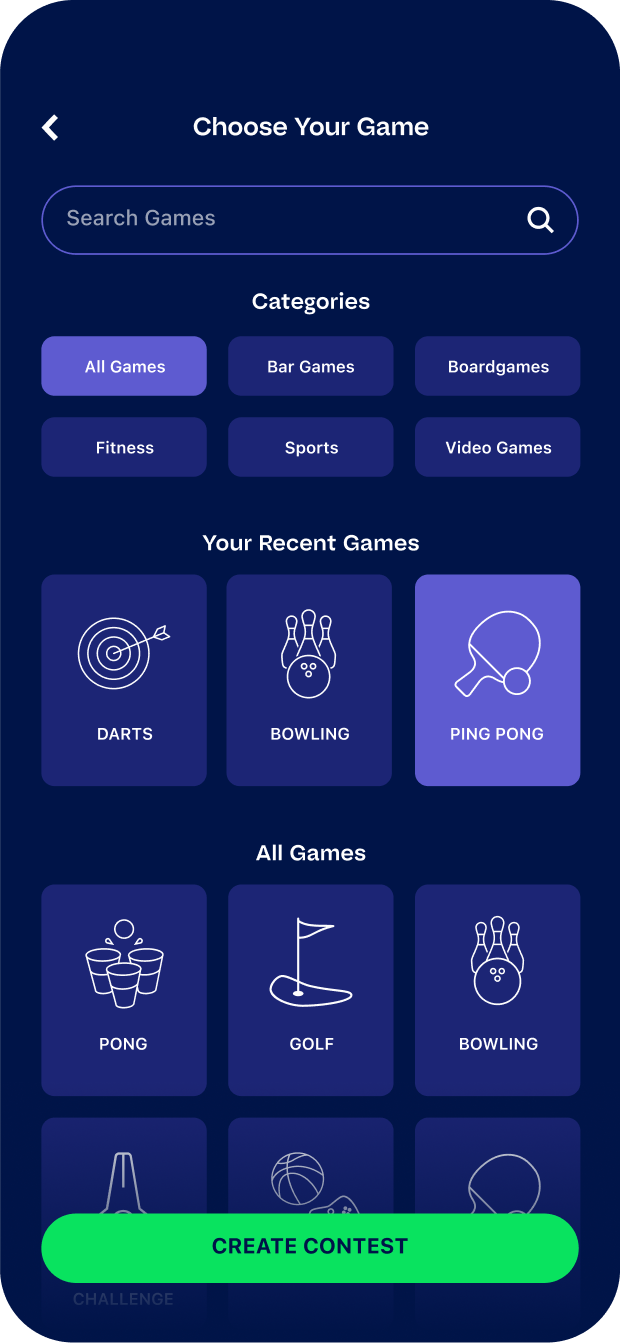 Choose Your Game
Search Games
Categories
All Games
Bar Games
Boardgames
Fitness
Sports
Video Games
Your Recent Games
DARTS
BOWLING
PING PONG
All Games
PONG
GOLF
BOWLING
CREATE CONTEST
CHALLENGE